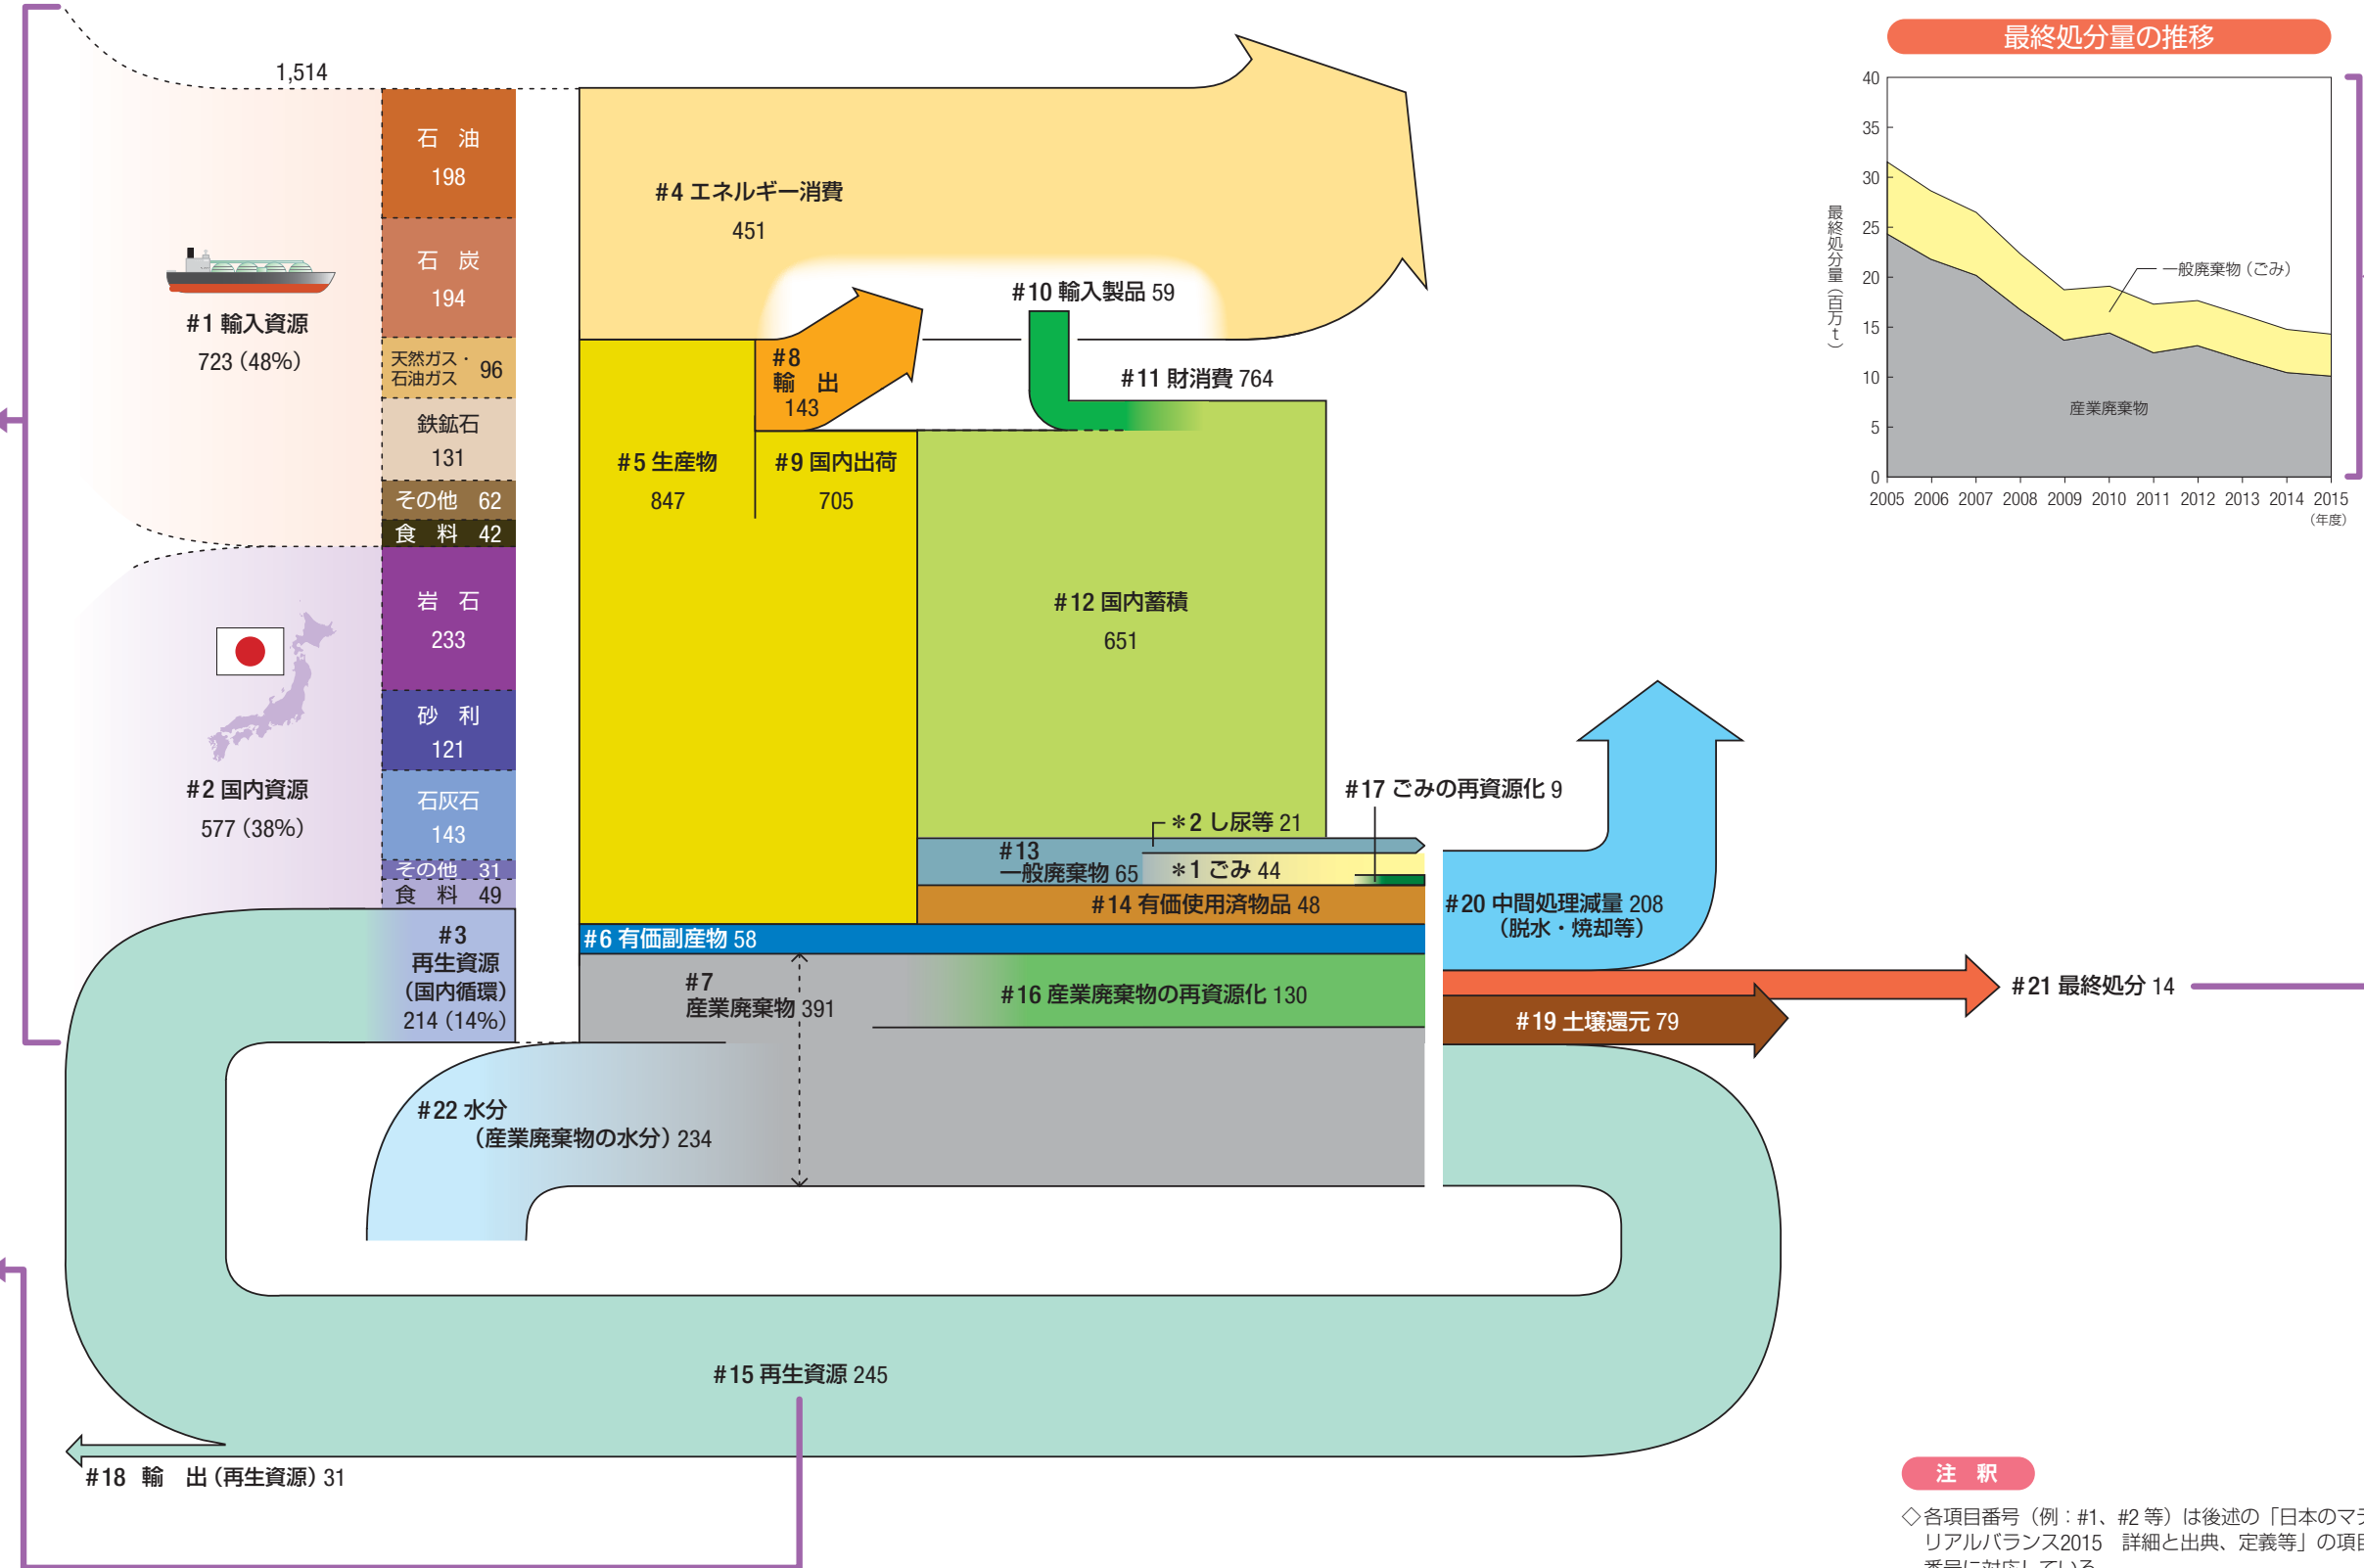 1,514
石　油
198
石　炭
194
天然ガス・
石油ガス　96
鉄鉱石
131
その他　62
食　料　42
#1 輸入資源
723（48%）
岩　石
233
砂　利
121
石灰石
143
その他　31
食　料　49
#2 国内資源
577（38%）
#3
再生資源
（国内循環）
214（14%）
#4 エネルギー消費
451
#5 生産物
847
#8
輸　出
143
#9 国内出荷
705
#10 輸入製品 59
#11 財消費 764
#12 国内蓄積
651
#17 ごみの再資源化 9
＊2 し尿等 21
#13
一般廃棄物 65
＊1 ごみ 44
#14 有価使用済物品 48
#6 有価副産物 58
#7
産業廃棄物 391
#16 産業廃棄物の再資源化 130
#20 中間処理減量 208
（脱水・焼却等）
#21 最終処分 14
#19 土壌還元 79
#22 水分
（産業廃棄物の水分）234
#15 再生資源 245
#18 輸　出（再生資源）31
最終処分量の推移
最終処分量（百万ｔ）
40
35
30
25
20
15
10
5
0
一般廃棄物（ごみ）
産業廃棄物
2005 2006 2007 2008 2009 2010 2011 2012 2013 2014 2015
（年度）
注　釈
◇各項目番号（例：#1、#2 等）は後述の「日本のマテ
リアルバランス2015　詳細と出典、定義等」の項目
番号に対応している